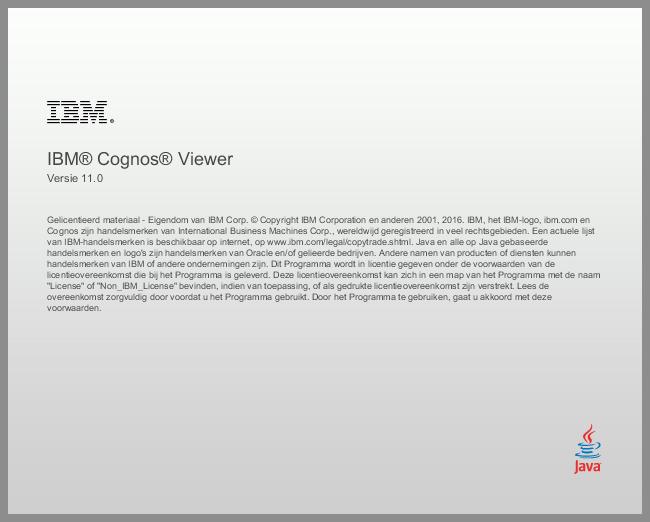 IBM®
IBM® Cognos® Viewer
Versie 11.0
Gelicentieerd materiaal - Eigendom van IBM Corp. © Copyright IBM Corporation en anderen 2001, 2016. IBM, het IBM-logo, ibm.com en
Cognos zijn handelsmerken van International Business Machines Corp., wereldwijd geregistreerd in veel rechtsgebieden. Een actuele lijst
van IBM-handelsmerken is beschikbaar op internet, op www.ibm.com/legal/copytrade.shtml. Java en alle op Java gebaseerde
handelsmerken en logo's zijn handelsmerken van Oracle en/of gelieerde bedrijven. Andere namen van producten of diensten kunnen
handelsmerken van IBM of andere ondernemingen zijn. Dit Programma wordt in licentie gegeven onder de voorwaarden van de
licentieovereenkomst die bij het Programma is geleverd. Deze licentieovereenkomst kan zich in een map van het Programma met de naam
"License" of "Non_IBM_License" bevinden, indien van toepassing, of als gedrukte licentieovereenkomst zijn verstrekt. Lees de
overeenkomst zorgvuldig door voordat u het Programma gebruikt. Door het Programma te gebruiken, gaat u akkoord met deze
voorwaarden.
Java